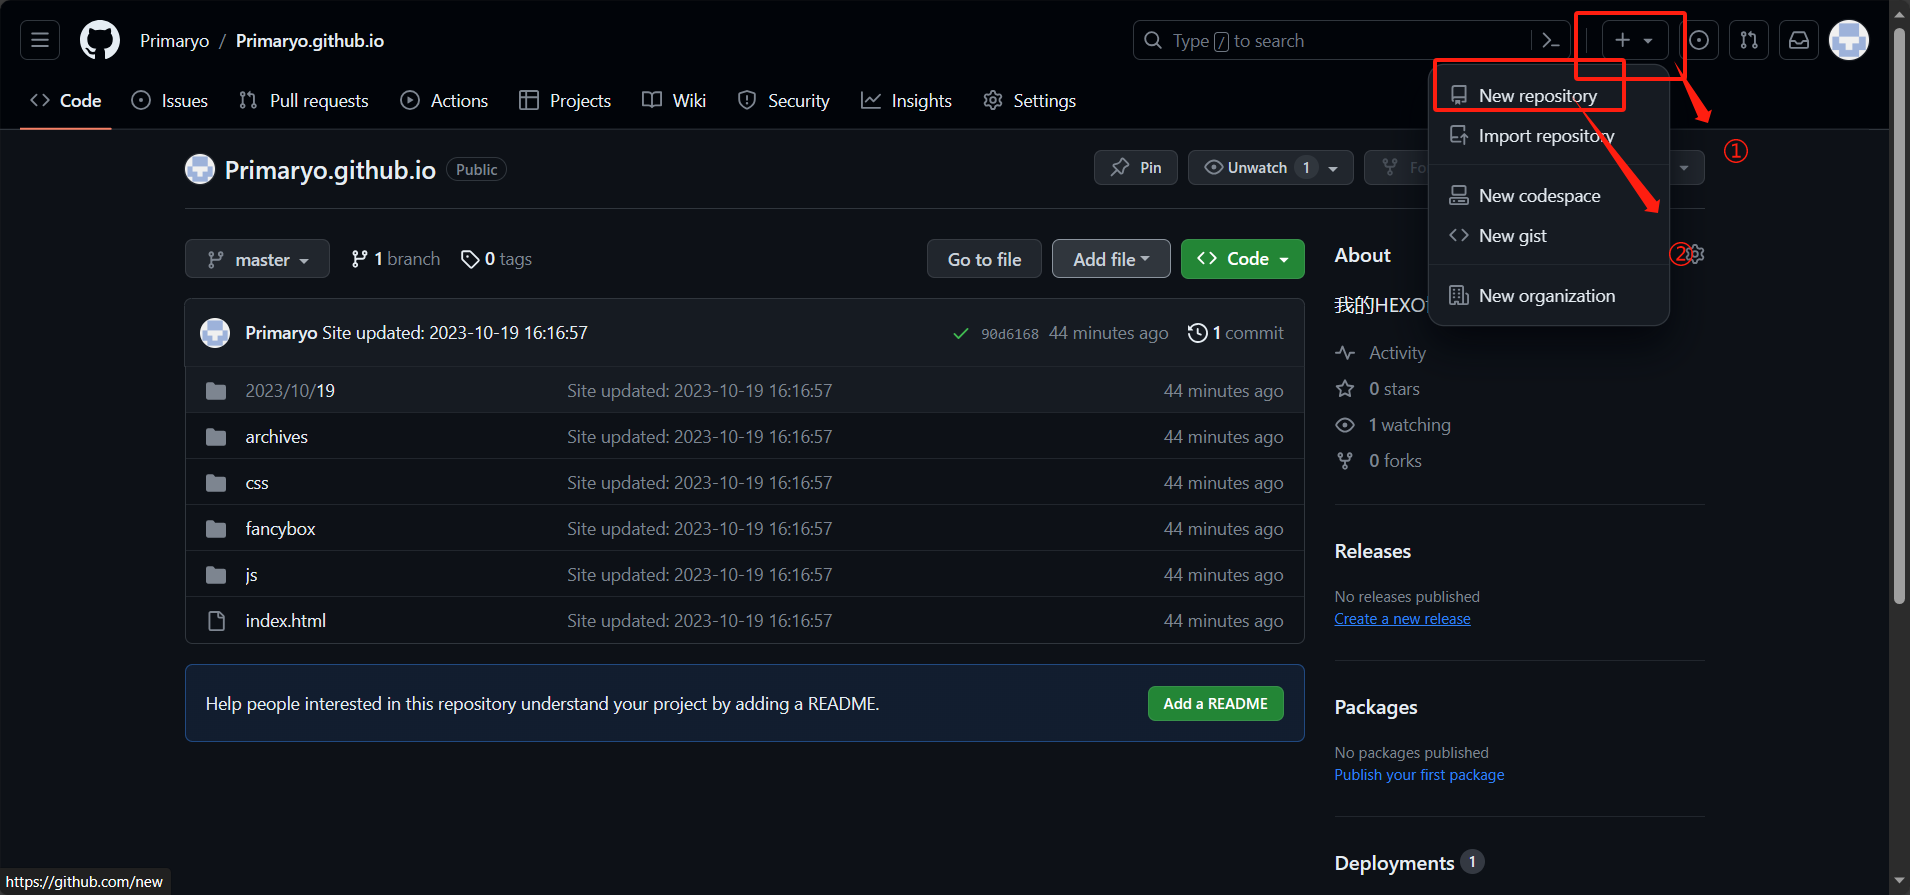 Primaryo / Primaryo.github.io
Type / to search
Code
Issues
Pull requests
Actions
Projects
Wiki
Security
Insights
Settings
New repository
Import repository
New codespace
New gist
New organization
①
②
Primaryo.github.io
Public
Pin
Unwatch 1
Fo
master
1 branch
0 tags
Go to file
Add file
Code
Primaryo Site updated: 2023-10-19 16:16:57
90d6168 44 minutes ago
1 commit
2023/10/19 Site updated: 2023-10-19 16:16:57 44 minutes ago
archives Site updated: 2023-10-19 16:16:57 44 minutes ago
css Site updated: 2023-10-19 16:16:57 44 minutes ago
fancybox Site updated: 2023-10-19 16:16:57 44 minutes ago
js Site updated: 2023-10-19 16:16:57 44 minutes ago
index.html Site updated: 2023-10-19 16:16:57 44 minutes ago
Help people interested in this repository understand your project by adding a README.
Add a README
About
我的HEXO
Activity
0 stars
1 watching
0 forks
Releases
No releases published
Create a new release
Packages
No packages published
Publish your first package
Deployments 1
https://github.com/new